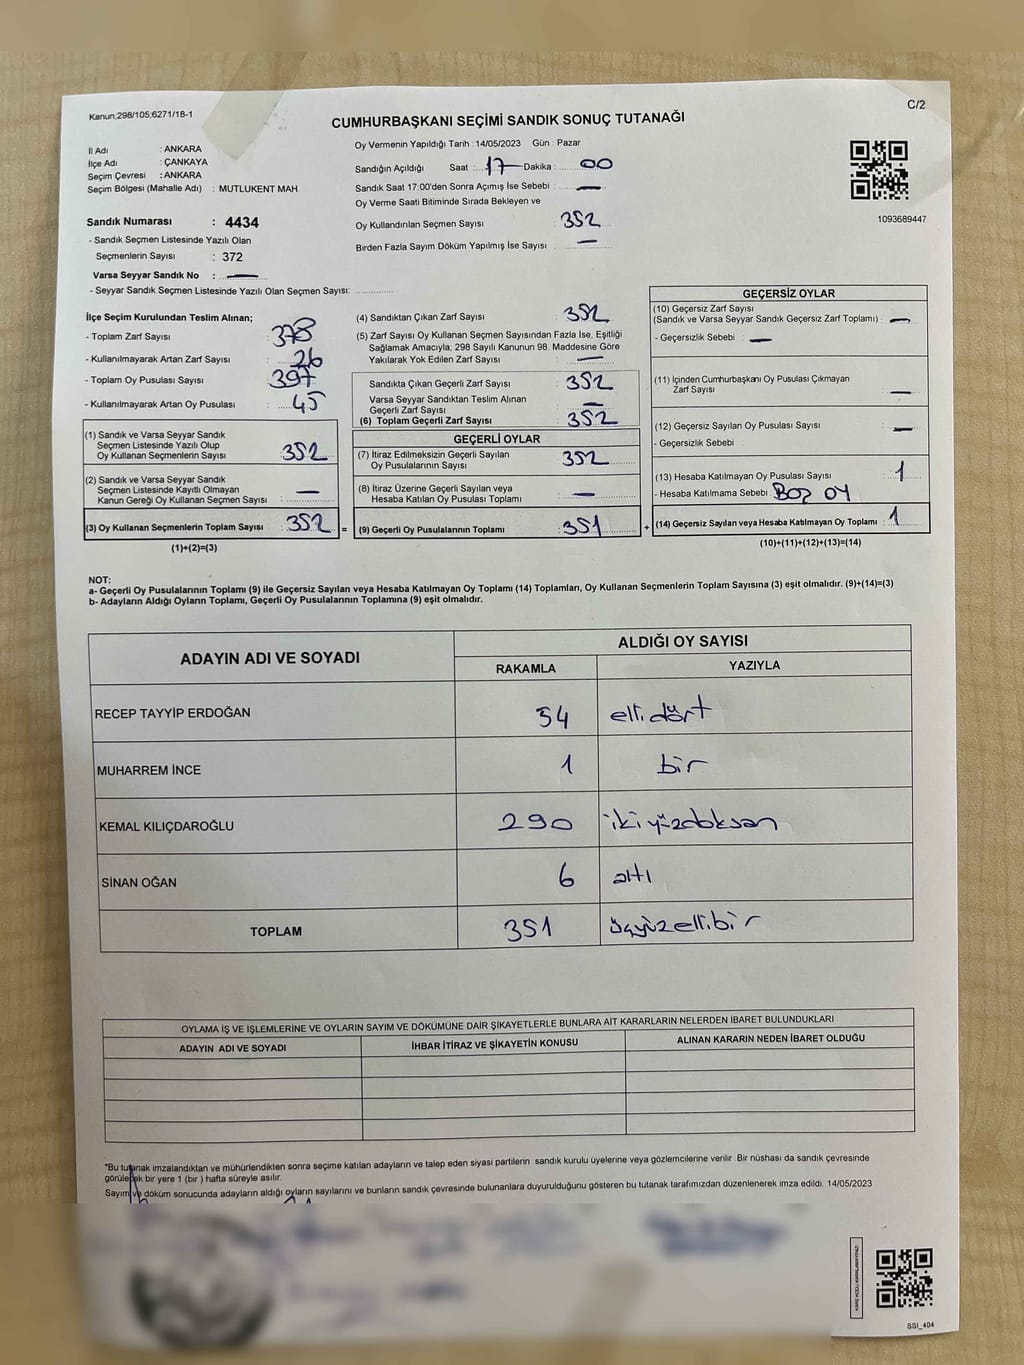 Kanun,298/105;6271/18-1
C/2
CUMHURBAŞKANI SEÇİMİ SANDIK SONUÇ TUTANAĞI
İl Adı : ANKARA
İlçe Adı : ÇANKAYA
Seçim Çevresi : ANKARA
Seçim Bölgesi (Mahalle Adı) : MUTLUKENT MAH.
Sandık Numarası : 4434
- Sandık Seçmen Listesinde Yazılı Olan
Seçmenlerin Sayısı : 372
Varsa Seyyar Sandık No : —
- Seyyar Sandık Seçmen Listesinde Yazılı Olan Seçmen Sayısı:
Oy Vermenin Yapıldığı Tarih : 14/05/2023 Gün : Pazar
Sandığın Açıldığı Saat : 17 Dakika : 00
Sandık Saat 17:00'den Sonra Açımış İse Sebebi : —
Oy Verme Saati Bitiminde Sırada Bekleyen ve
Oy Kullandırılan Seçmen Sayısı : 352
Birden Fazla Sayım Döküm Yapılmış İse Sayısı : —
1093689447
İlçe Seçim Kurulundan Teslim Alınan;
- Toplam Zarf Sayısı : 378
- Kullanılmayarak Artan Zarf Sayısı : 26
- Toplam Oy Pusulası Sayısı : 397
- Kullanılmayarak Artan Oy Pusulası : 45
(1) Sandık ve Varsa Seyyar Sandık
Seçmen Listesinde Yazılı Olup
Oy Kullanan Seçmenlerin Sayısı : 352
(2) Sandık ve Varsa Seyyar Sandık
Seçmen Listesinde Kayıtlı Olmayan
Kanun Gereği Oy Kullanan Seçmen Sayısı : —
(3) Oy Kullanan Seçmenlerin Toplam Sayısı : 352
(1)+(2)=(3)
(4) Sandıktan Çıkan Zarf Sayısı : 352
(5) Zarf Sayısı Oy Kullanan Seçmen Sayısından Fazla İse, Eşitliği
Sağlamak Amacıyla, 298 Sayılı Kanunun 98. Maddesine Göre
Yakılarak Yok Edilen Zarf Sayısı : —
Sandıkta Çıkan Geçerli Zarf Sayısı : 352
Varsa Seyyar Sandıktan Teslim Alınan
Geçerli Zarf Sayısı : —
(6) Toplam Geçerli Zarf Sayısı : 352
=
GEÇERLİ OYLAR
(7) İtiraz Edilmeksizin Geçerli Sayılan
Oy Pusulalarının Sayısı : 352
(8) İtiraz Üzerine Geçerli Sayılan veya
Hesaba Katılan Oy Pusulası Toplamı : —
(9) Geçerli Oy Pusulalarının Toplamı : 351
+
GEÇERSİZ OYLAR
(10) Geçersiz Zarf Sayısı
(Sandık ve Varsa Seyyar Sandık Geçersiz Zarf Toplamı) : —
- Geçersizlik Sebebi : —
(11) İçinden Cumhurbaşkanı Oy Pusulası Çıkmayan
Zarf Sayısı : —
(12) Geçersiz Sayılan Oy Pusulası Sayısı : —
- Geçersizlik Sebebi :
(13) Hesaba Katılmayan Oy Pusulası Sayısı : 1
- Hesaba Katılmama Sebebi : BOŞ OY
(14) Geçersiz Sayılan veya Hesaba Katılmayan Oy Toplamı : 1
(10)+(11)+(12)+(13)=(14)
NOT:
a- Geçerli Oy Pusulalarının Toplamı (9) ile Geçersiz Sayılan veya Hesaba Katılmayan Oy Toplamı (14) Toplamları, Oy Kullanan Seçmenlerin Toplam Sayısına (3) eşit olmalıdır. (9)+(14)=(3)
b- Adayların Aldığı Oyların Toplamı, Geçerli Oy Pusulalarının Toplamına (9) eşit olmalıdır.
ADAYIN ADI VE SOYADI
ALDIĞI OY SAYISI
RAKAMLA YAZIYLA
RECEP TAYYİP ERDOĞAN 54 ellidört
MUHARREM İNCE 1 bir
KEMAL KILIÇDAROĞLU 290 ikiyüzdoksan
SİNAN OĞAN 6 altı
TOPLAM 351 üçyüzellibir
OYLAMA İŞ VE İŞLEMLERİNE VE OYLARIN SAYIM VE DÖKÜMÜNE DAİR ŞİKAYETLERLE BUNLARA AİT KARARLARIN NELERDEN İBARET BULUNDUKLARI
ADAYIN ADI VE SOYADI İHBAR İTİRAZ VE ŞİKAYETİN KONUSU ALINAN KARARIN NEDEN İBARET OLDUĞU
*Bu tutanak imzalandıktan ve mühürlendikten sonra seçime katılan adayların ve talep eden siyasi partilerin sandık kurulu üyelerine veya gözlemcilerine verilir. Bir nüshası da sandık çevresinde
görülecek bir yere 1 (bir ) hafta süreyle asılır.
Sayım ve döküm sonucunda adayların aldığı oyların sayılarını ve bunların sandık çevresinde bulunanlara duyurulduğunu gösteren bu tutanak tarafımızdan düzenlenerek imza edildi. 14/05/2023
SSI_404